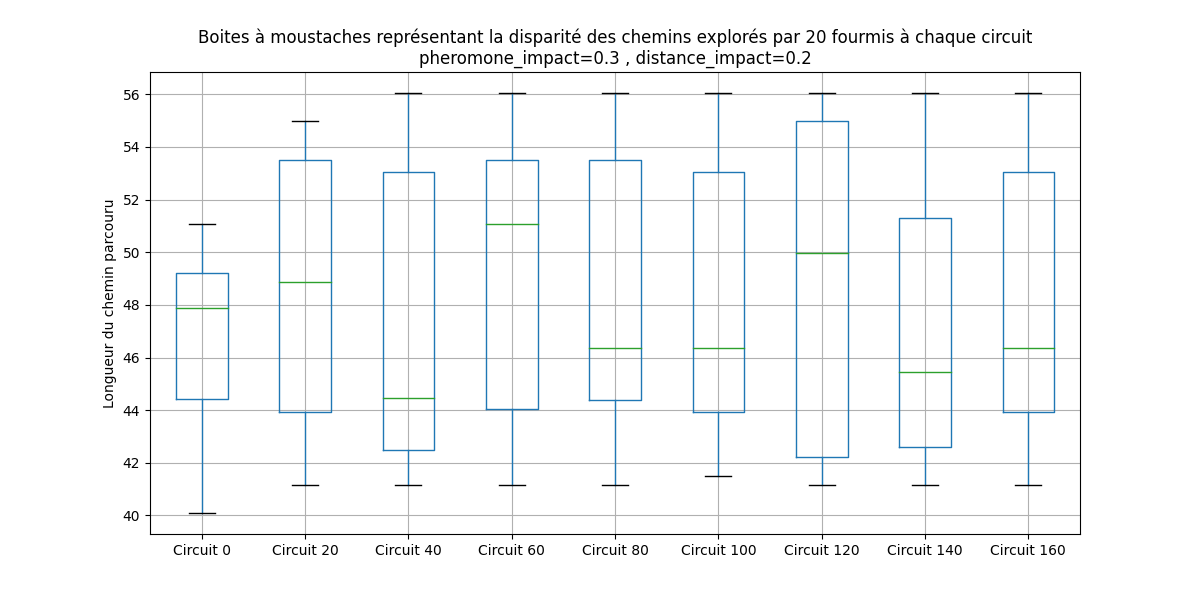 Boites à moustaches représentant la disparité des chemins explorés par 20 fourmis à chaque circuit
pheromone_impact=0.3 , distance_impact=0.2
Longueur du chemin parcouru
56
54
52
50
48
46
44
42
40
Circuit 0 Circuit 20 Circuit 40 Circuit 60 Circuit 80 Circuit 100 Circuit 120 Circuit 140 Circuit 160